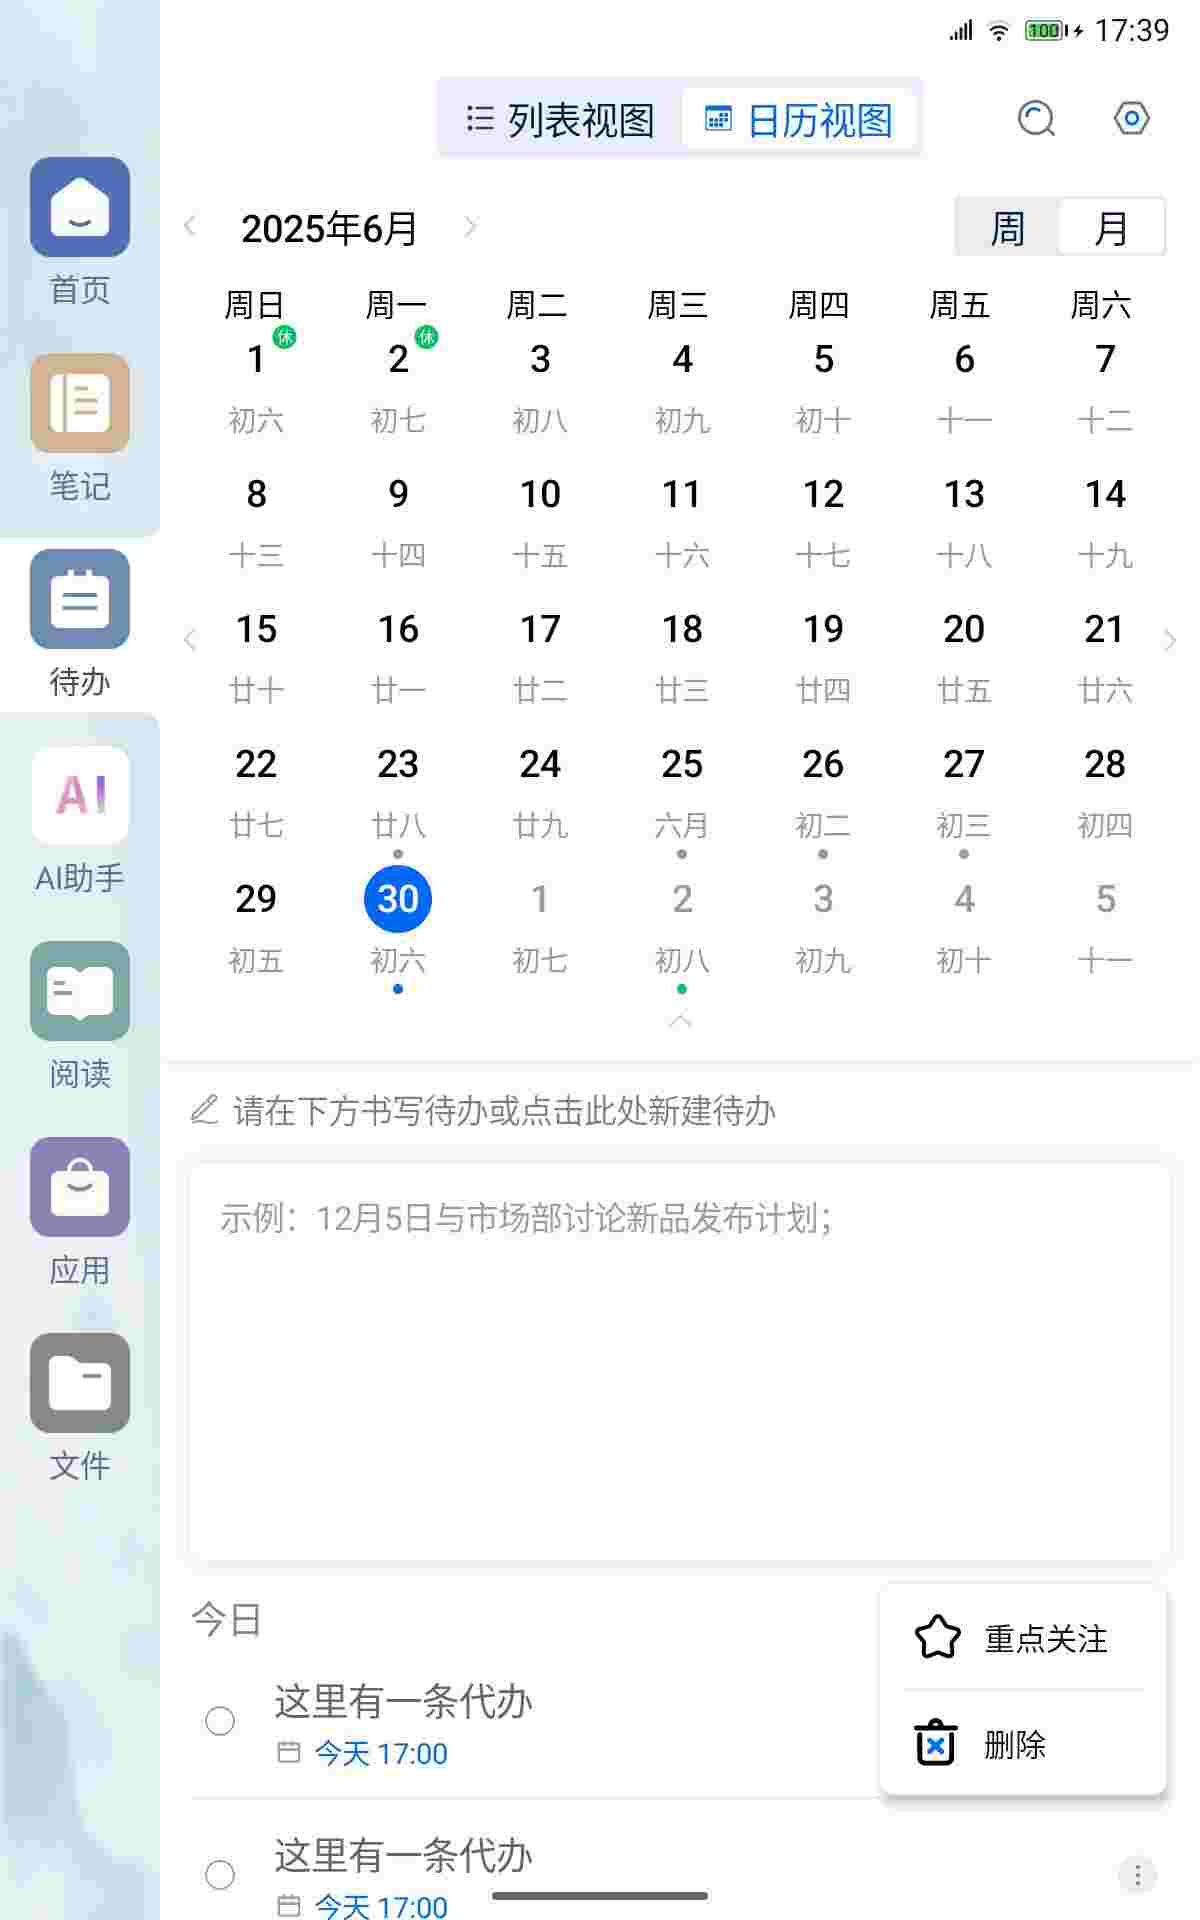 100 17:39
列表视图 日历视图
2025年6月 周 月
周日 周一 周二 周三 周四 周五 周六
1 休 2 休 3 4 5 6 7
初六 初七 初八 初九 初十 十一 十二
8 9 10 11 12 13 14
十三 十四 十五 十六 十七 十八 十九
15 16 17 18 19 20 21
廿十 廿一 廿二 廿三 廿四 廿五 廿六
22 23 24 25 26 27 28
廿七 廿八 廿九 六月 初二 初三 初四
29 30 1 2 3 4 5
初五 初六 初七 初八 初九 初十 十一
请在下方书写待办或点击此处新建待办
示例：12月5日与市场部讨论新品发布计划；
今日
这里有一条代办
今天 17:00
重点关注
删除
这里有一条代办
今天 17:00
首页
笔记
待办
AI
AI助手
阅读
应用
文件